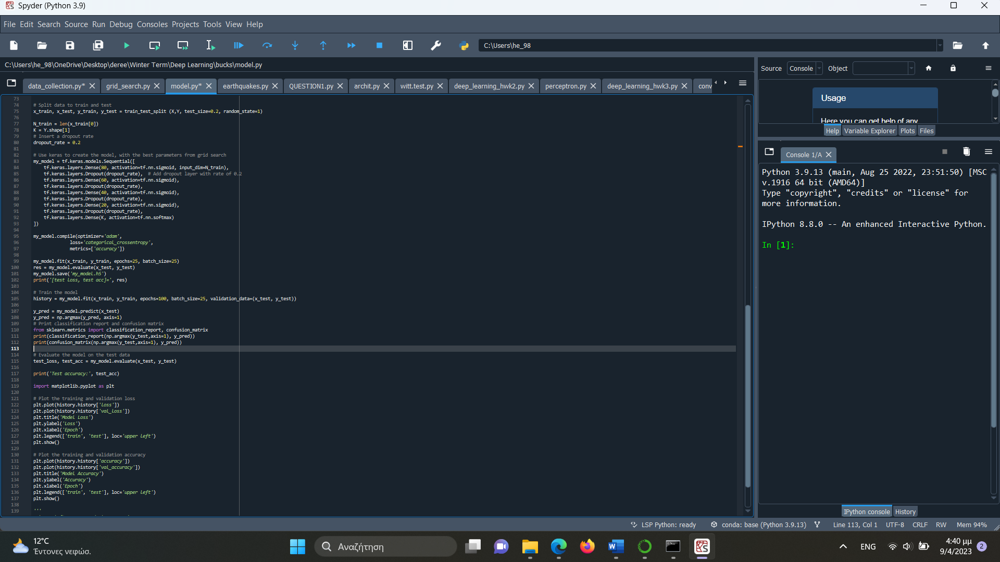 Spyder (Python 3.9)
File Edit Search Source Run Debug Consoles Projects Tools View Help
C:\Users\he_98
C:\Users\he_98\OneDrive\Desktop\deree\Winter Term\Deep Learning\bucks\model.py
data_collection.py* grid_search.py model.py* earthquakes.py QUESTION1.py archit.py witt.test.py deep_learning_hwk2.py perceptron.py deep_learning_hwk3.py conv
73
74 # Split data to train and test
75 x_train, x_test, y_train, y_test = train_test_split (X,Y, test_size=0.2, random_state=1)
76
77 N_train = len(x_train[0])
78 K = Y.shape[1]
79 # Insert a dropout rate
80 dropout_rate = 0.2
81
82 # Use keras to create the model, with the best parameters from grid search
83 my_model = tf.keras.models.Sequential([
84 tf.keras.layers.Dense(80, activation=tf.nn.sigmoid, input_dim=N_train),
85 tf.keras.layers.Dropout(dropout_rate), # Add dropout layer with rate of 0.2
86 tf.keras.layers.Dense(60, activation=tf.nn.sigmoid),
87 tf.keras.layers.Dropout(dropout_rate),
88 tf.keras.layers.Dense(40, activation=tf.nn.sigmoid),
89 tf.keras.layers.Dropout(dropout_rate),
90 tf.keras.layers.Dense(20, activation=tf.nn.sigmoid),
91 tf.keras.layers.Dropout(dropout_rate),
92 tf.keras.layers.Dense(K, activation=tf.nn.softmax)
93 ])
94
95 my_model.compile(optimizer='adam',
96 loss='categorical_crossentropy',
97 metrics=['accuracy'])
98
99 my_model.fit(x_train, y_train, epochs=25, batch_size=25)
100 res = my_model.evaluate(x_test, y_test)
101 my_model.save('my_model.h5')
102 print('[test loss, test acc]=', res)
103
104 # Train the model
105 history = my_model.fit(x_train, y_train, epochs=100, batch_size=25, validation_data=(x_test, y_test))
106
107 y_pred = my_model.predict(x_test)
108 y_pred = np.argmax(y_pred, axis=1)
109 # Print classification report and confusion matrix
110 from sklearn.metrics import classification_report, confusion_matrix
111 print(classification_report(np.argmax(y_test,axis=1), y_pred))
112 print(confusion_matrix(np.argmax(y_test,axis=1), y_pred))
113
114 # Evaluate the model on the test data
115 test_loss, test_acc = my_model.evaluate(x_test, y_test)
116
117 print('Test accuracy:', test_acc)
118
119 import matplotlib.pyplot as plt
120
121 # Plot the training and validation loss
122 plt.plot(history.history['loss'])
123 plt.plot(history.history['val_loss'])
124 plt.title('Model Loss')
125 plt.ylabel('Loss')
126 plt.xlabel('Epoch')
127 plt.legend(['train', 'test'], loc='upper left')
128 plt.show()
129
130 # Plot the training and validation accuracy
131 plt.plot(history.history['accuracy'])
132 plt.plot(history.history['val_accuracy'])
133 plt.title('Model Accuracy')
134 plt.ylabel('Accuracy')
135 plt.xlabel('Epoch')
136 plt.legend(['train', 'test'], loc='upper left')
137 plt.show()
138
139 '''
Source Console Object
Usage
Here you can get help of any
Help Variable Explorer Plots Files
Console 1/A
Python 3.9.13 (main, Aug 25 2022, 23:51:50) [MSC
v.1916 64 bit (AMD64)]
Type "copyright", "credits" or "license" for
more information.
IPython 8.8.0 -- An enhanced Interactive Python.
In [1]:
IPython console History
LSP Python: ready conda: base (Python 3.9.13) Line 113, Col 1 UTF-8 CRLF RW Mem 94%
12°C
Έντονες νεφώσ.
Αναζήτηση
ENG
4:40 μμ
9/4/2023
2